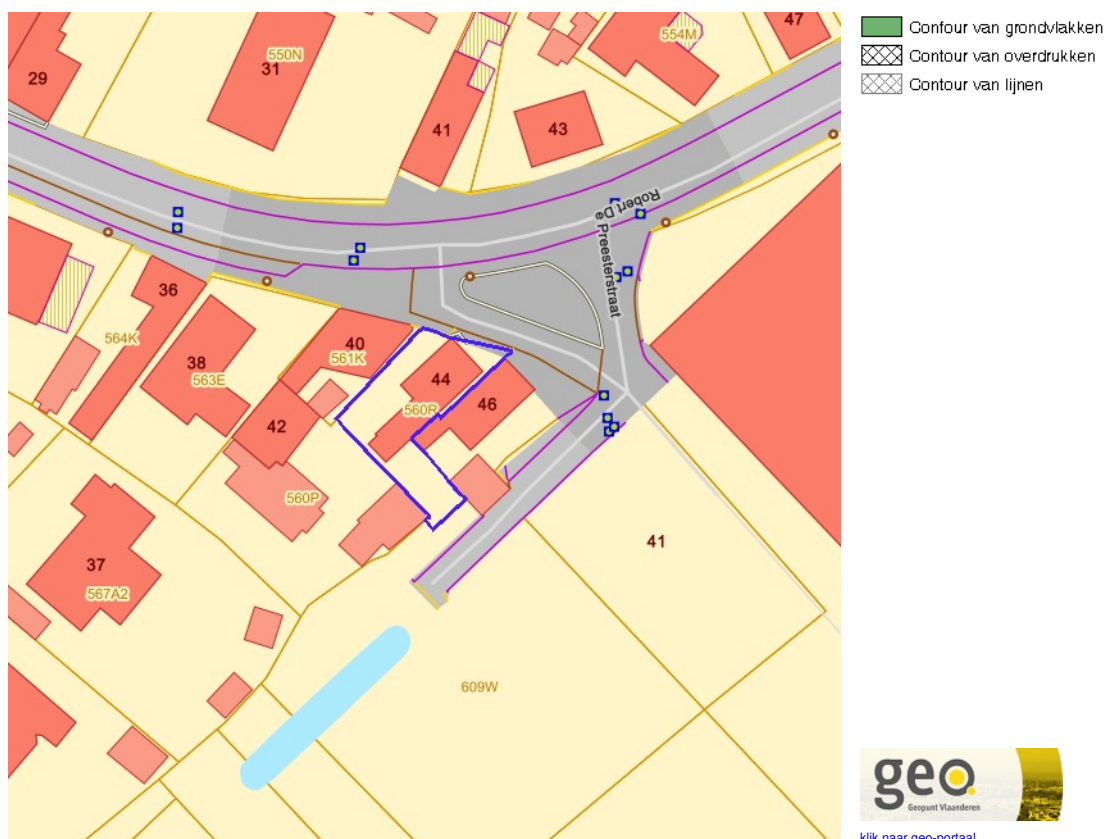 29
550N
31
41
43
554M
47
Contour van grondvlakken
Contour van overdrukken
Contour van lijnen
Robert De
Preesterstraat
36
564K
38
563E
40
561K
42
44
560R
46
560P
37
567A2
41
609W
geo
Geopunt Vlaanderen
klik naar geo-portaal